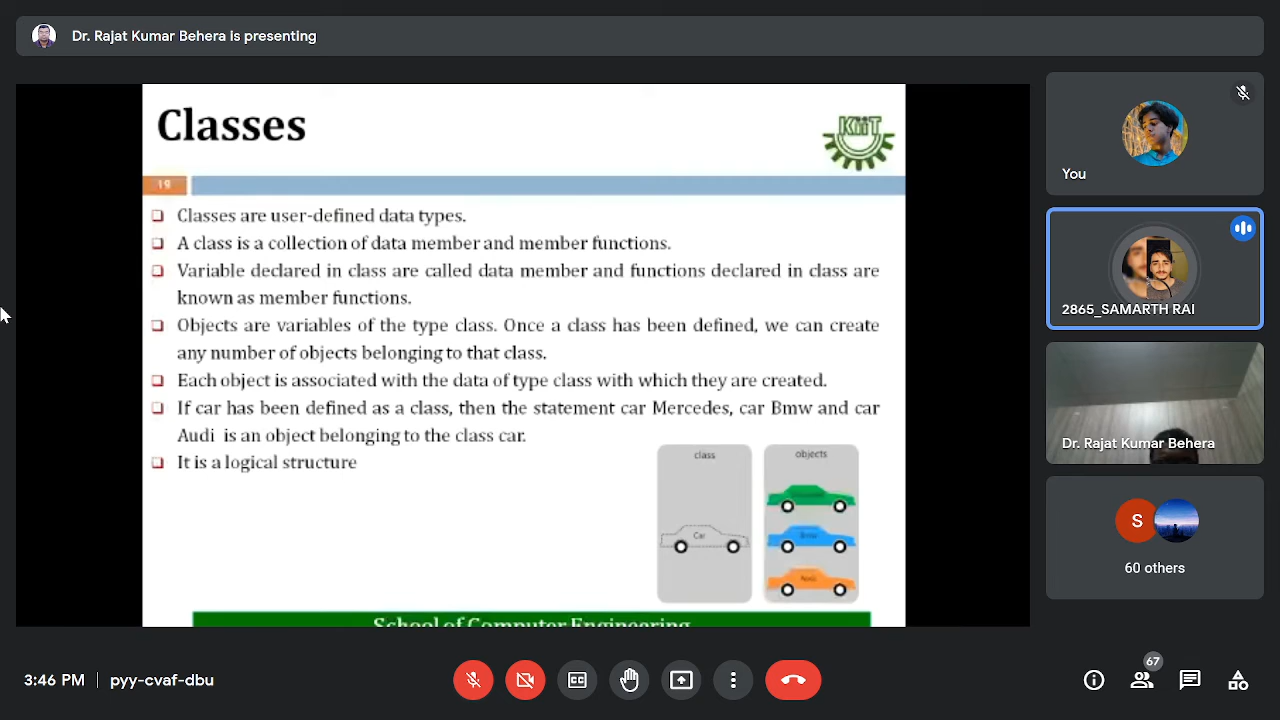 Dr. Rajat Kumar Behera is presenting
Classes
KIIT
19
Classes are user-defined data types.
A class is a collection of data member and member functions.
Variable declared in class are called data member and functions declared in class are
known as member functions.
Objects are variables of the type class. Once a class has been defined, we can create
any number of objects belonging to that class.
Each object is associated with the data of type class with which they are created.
If car has been defined as a class, then the statement car Mercedes, car Bmw and car
Audi is an object belonging to the class car.
It is a logical structure
class
objects
Car
Bmw
Audi
School of Computer Engineering
You
2865_SAMARTH RAI
Dr. Rajat Kumar Behera
S
60 others
3:46 PM | pyy-cvaf-dbu
CC
67